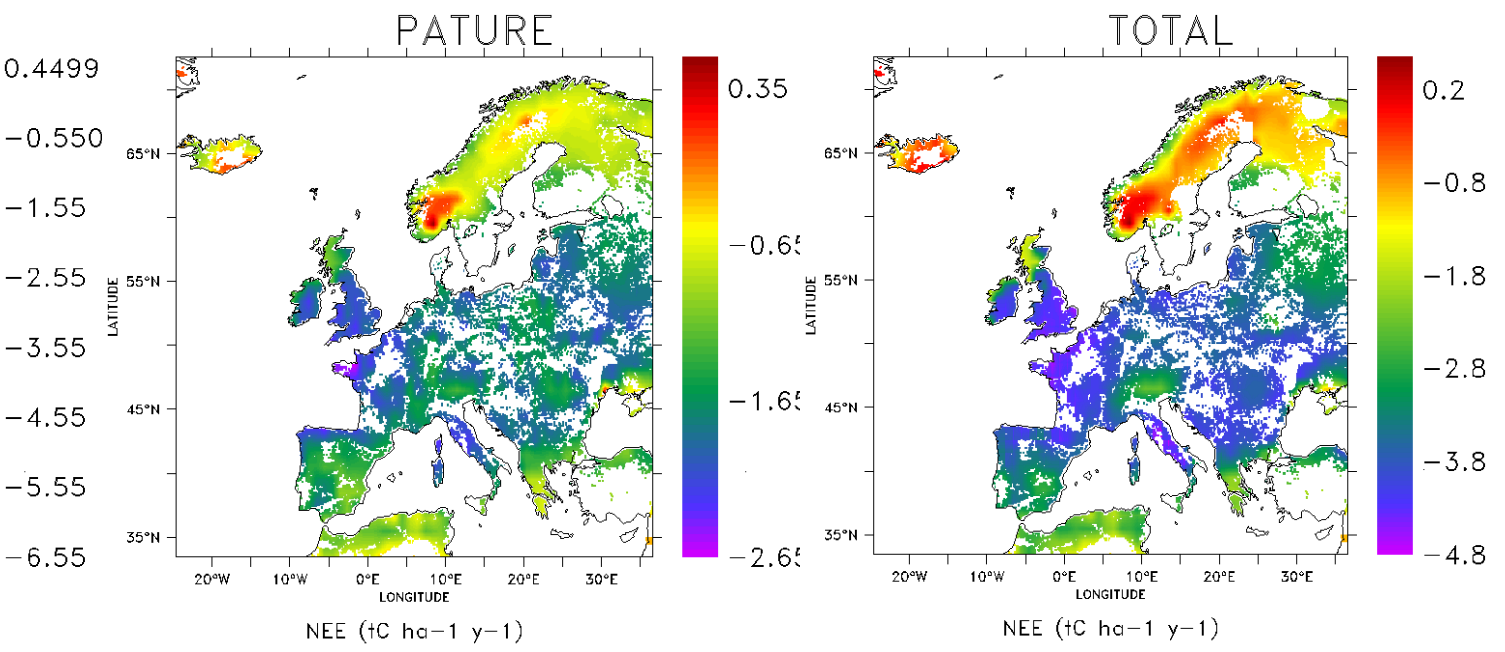 PATURE
TOTAL
0.4499
−0.550
−1.55
−2.55
−3.55
−4.55
−5.55
−6.55
65°N
55°N
45°N
35°N
LATITUDE
20°W 10°W 0°E 10°E 20°E 30°E
LONGITUDE
NEE (tC ha−1 y−1)
0.35
−0.65
−1.65
−2.65
65°N
55°N
45°N
35°N
LATITUDE
20°W 10°W 0°E 10°E 20°E 30°E
LONGITUDE
NEE (tC ha−1 y−1)
0.2
−0.8
−1.8
−2.8
−3.8
−4.8